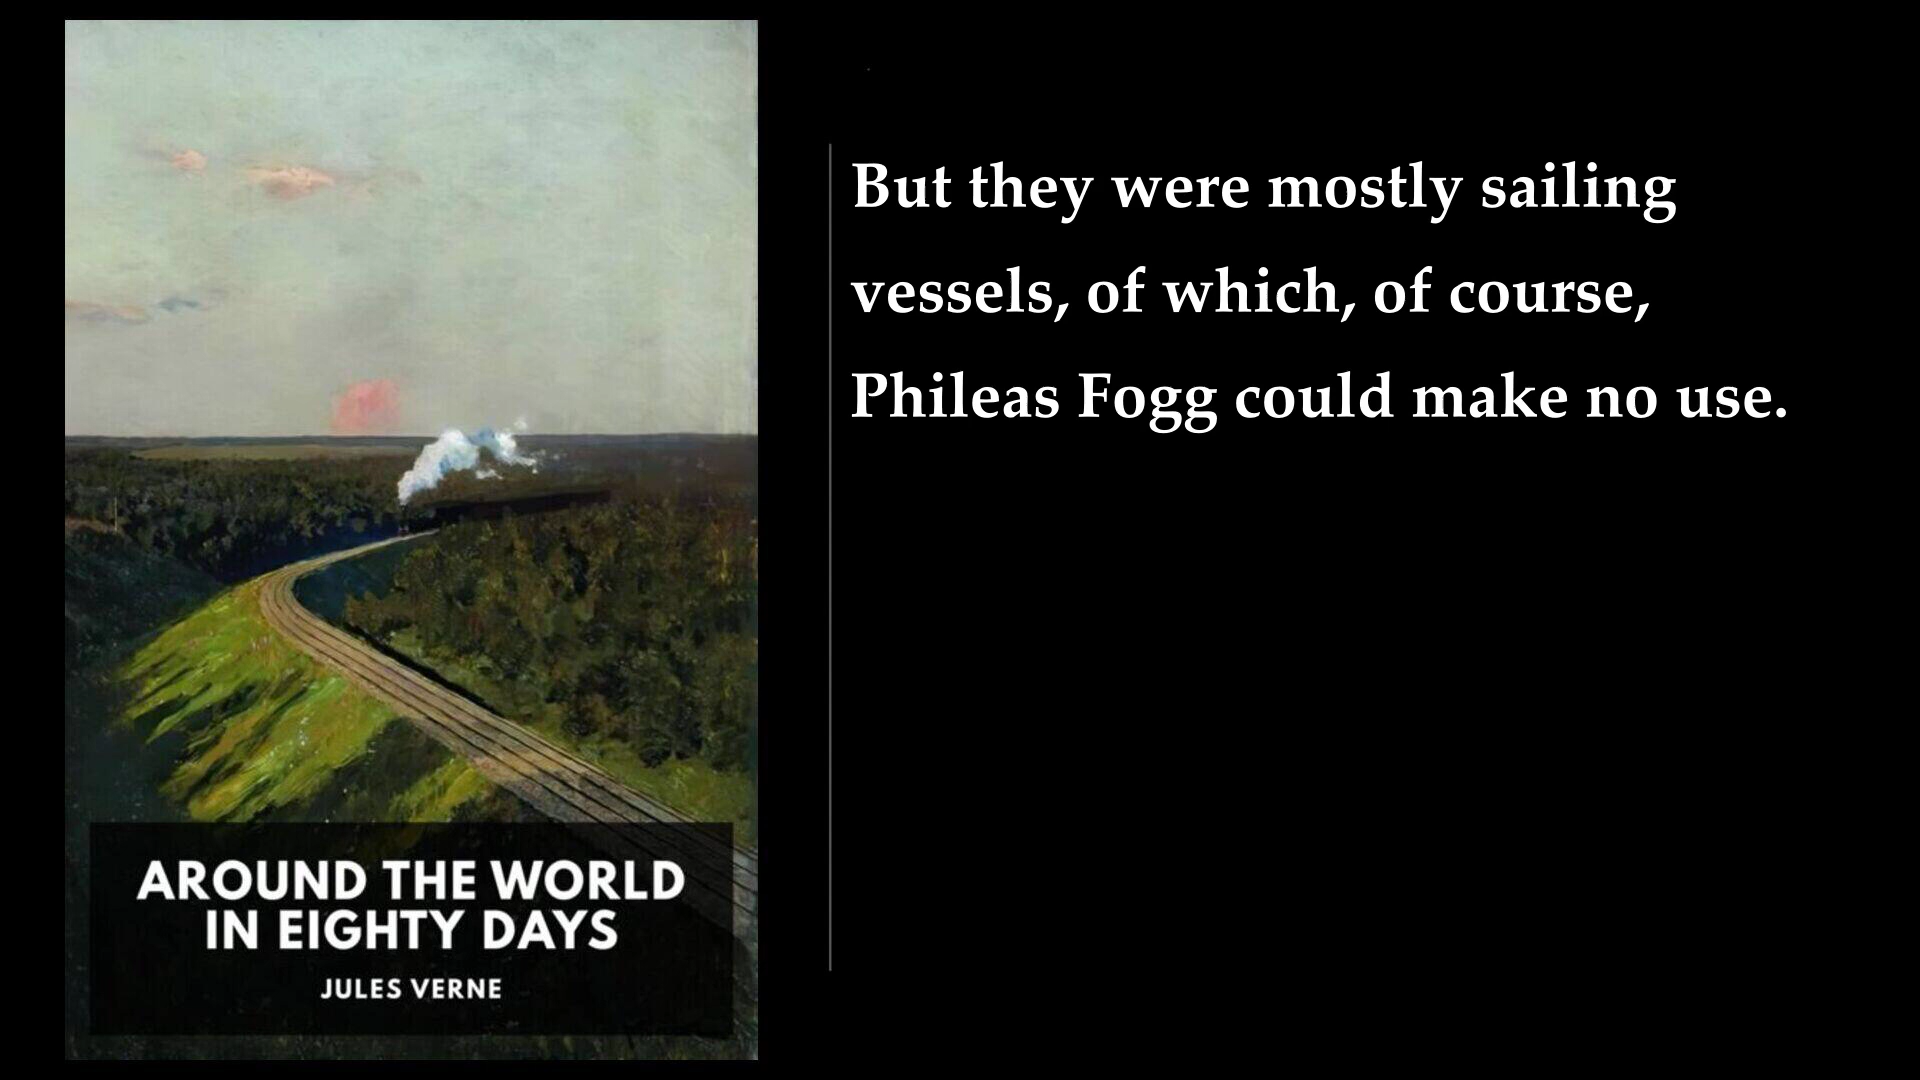 But they were mostly sailing
vessels, of which, of course,
Phileas Fogg could make no use.
AROUND THE WORLD
IN EIGHTY DAYS
JULES VERNE